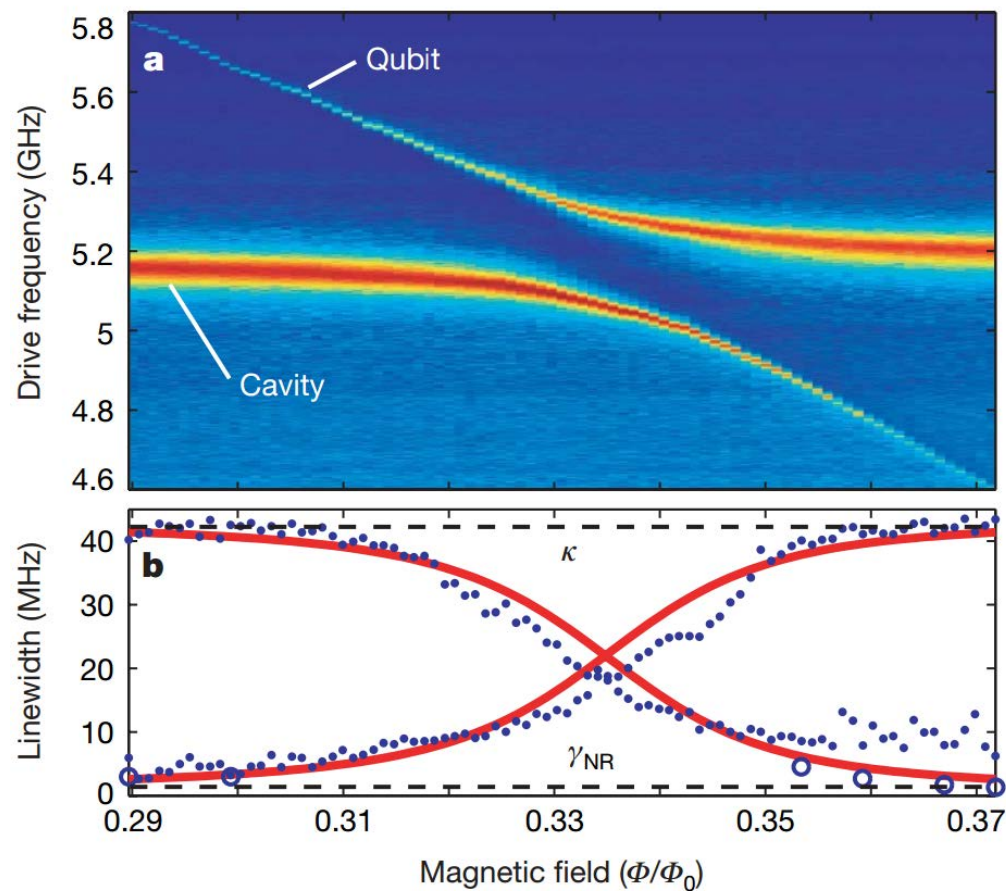 5.8
a
Qubit
5.6
5.4
5.2
5
Cavity
4.8
4.6
Drive frequency (GHz)
40
b
κ
30
20
10
γNR
0
Linewidth (MHz)
0.29 0.31 0.33 0.35 0.37
Magnetic field (Φ/Φ0)